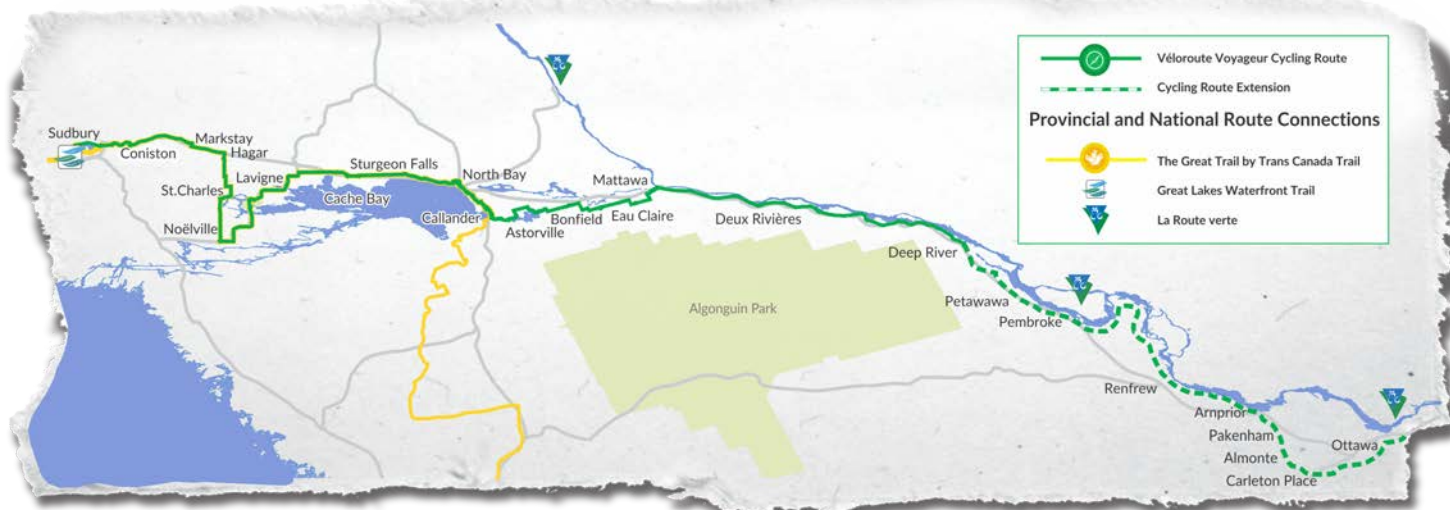 Véloroute Voyageur Cycling Route
Cycling Route Extension
Provincial and National Route Connections
The Great Trail by Trans Canada Trail
Great Lakes Waterfront Trail
La Route verte
Sudbury
Coniston
Markstay
Hagar
St.Charles
Lavigne
Noëlville
Sturgeon Falls
Cache Bay
North Bay
Callander
Astorville
Bonfield
Eau Claire
Mattawa
Deux Rivières
Deep River
Algonguin Park
Petawawa
Pembroke
Renfrew
Arnprior
Pakenham
Almonte
Carleton Place
Ottawa